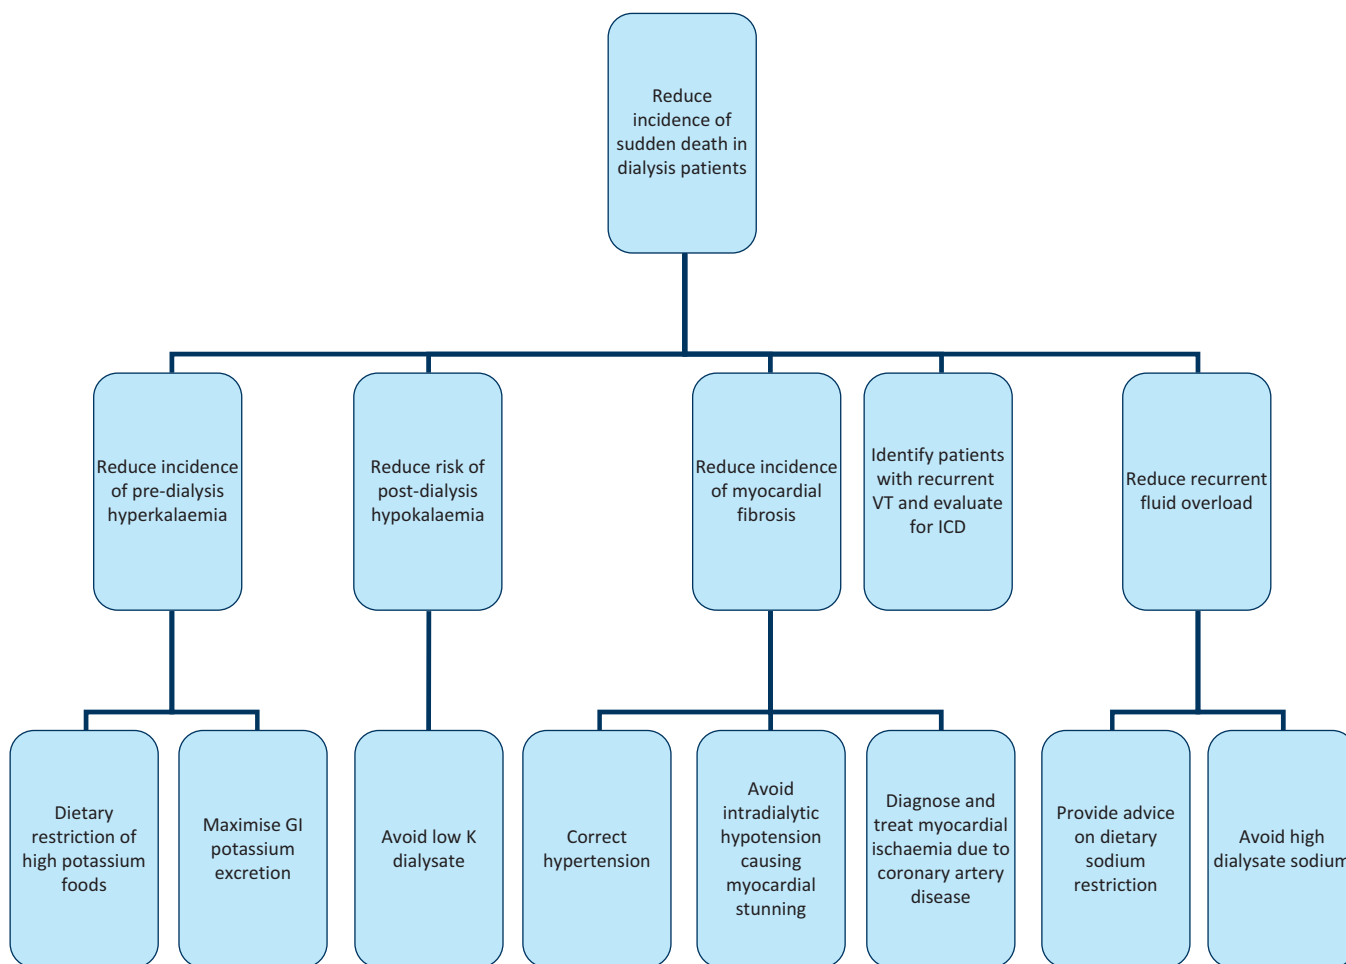 Reduce
incidence of
sudden death in
dialysis patients
Reduce incidence
of pre-dialysis
hyperkalaemia
Reduce risk of
post-dialysis
hypokalaemia
Reduce incidence
of myocardial
fibrosis
Identify patients
with recurrent
VT and evaluate
for ICD
Reduce recurrent
fluid overload
Dietary
restriction of
high potassium
foods
Maximise GI
potassium
excretion
Avoid low K
dialysate
Correct
hypertension
Avoid
intradialytic
hypotension
causing
myocardial
stunning
Diagnose and
treat myocardial
ischaemia due to
coronary artery
disease
Provide advice
on dietary
sodium
restriction
Avoid high
dialysate sodium